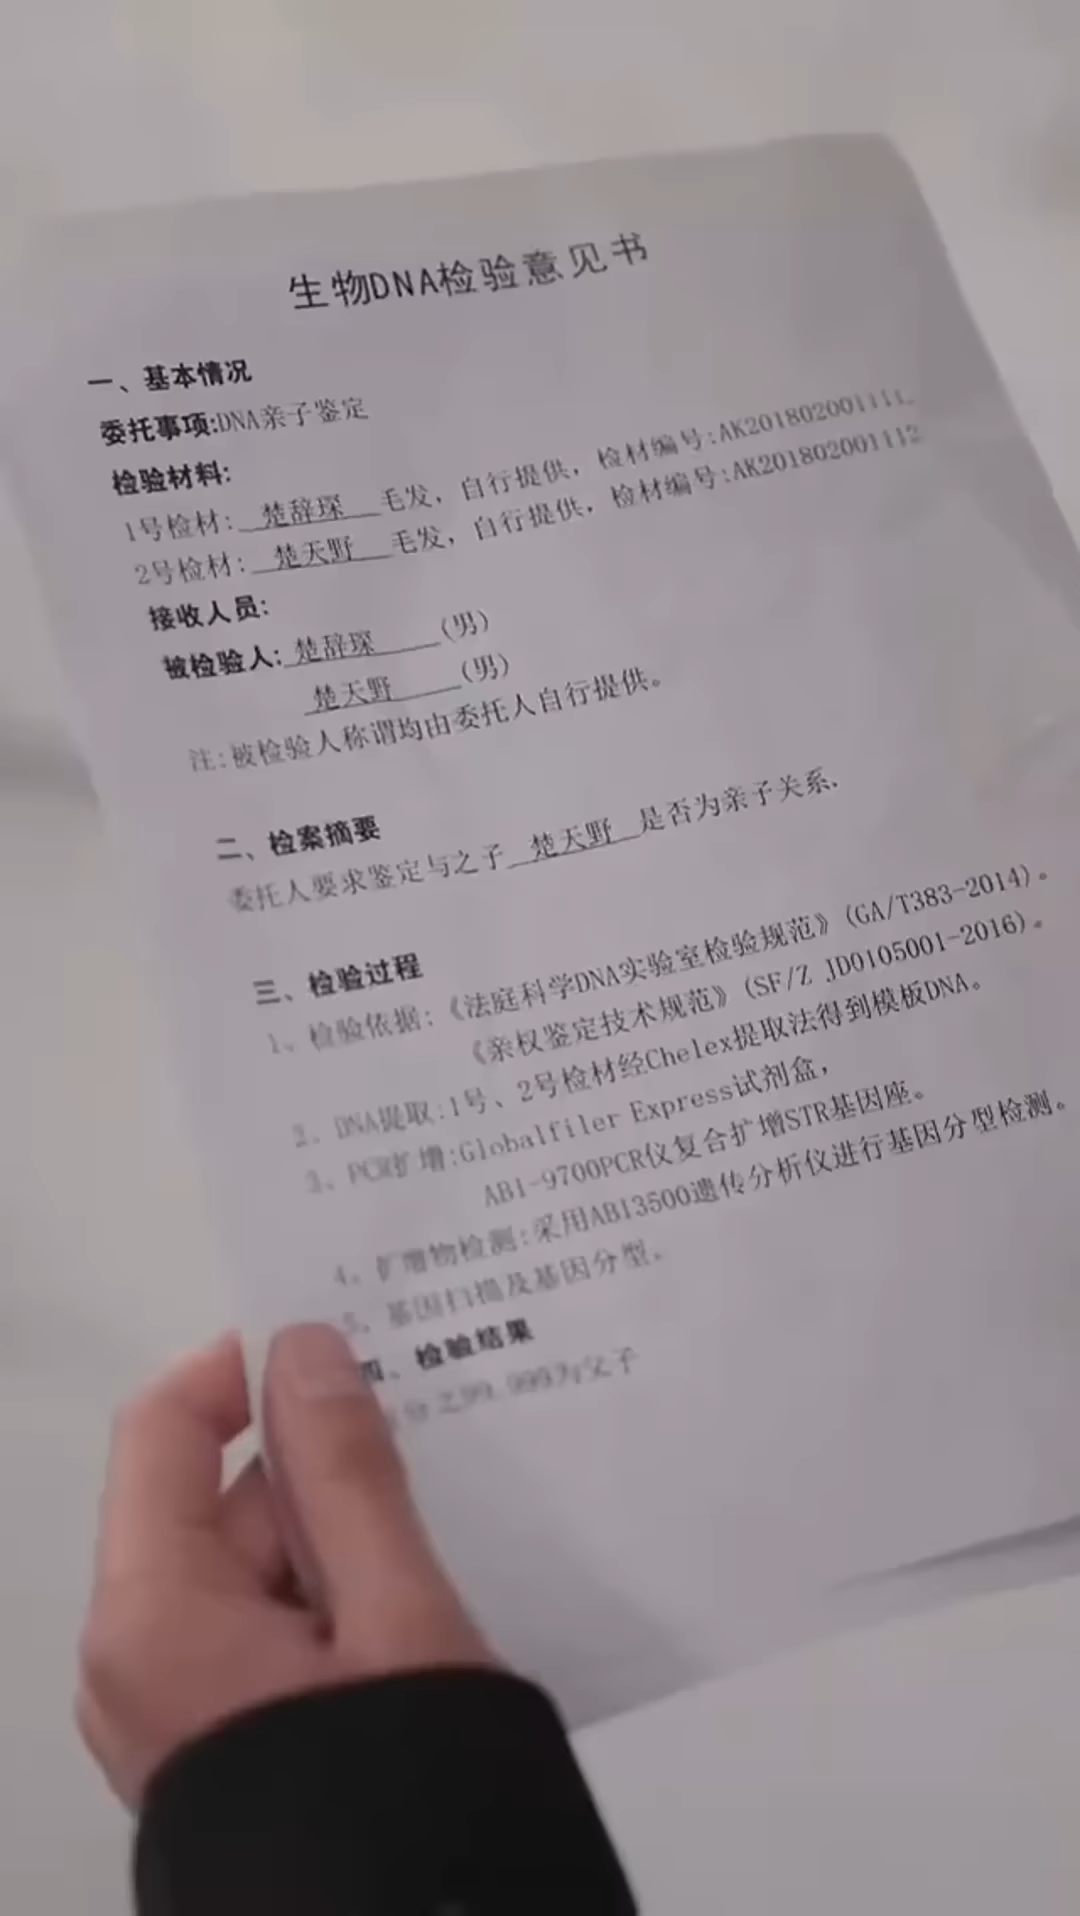 生物DNA检验意见书
一、基本情况
委托事项:DNA亲子鉴定
检验材料:
1号检材: 楚辞琛 毛发, 自行提供, 检材编号:AK201802001111
2号检材: 楚天野 毛发, 自行提供, 检材编号:AK201802001112
接收人员:
被检验人: 楚辞琛 (男)
楚天野 (男)
注:被检验人称谓均由委托人自行提供。
二、检案摘要
委托人要求鉴定与之子 楚天野 是否为亲子关系.
三、检验过程
1、检验依据:《法庭科学DNA实验室检验规范》(GA/T383-2014)。
《亲权鉴定技术规范》(SF/Z JD0105001-2016)。
2、DNA提取:1号、2号检材经Chelex提取法得到模板DNA。
3、PCR扩增:Globalfiler Express试剂盒,
ABI-9700PCR仪复合扩增STR基因座。
4、扩增物检测:采用ABI3500遗传分析仪进行基因分型检测。
5、基因扫描及基因分型。
四、检验结果
分之99.999为父子